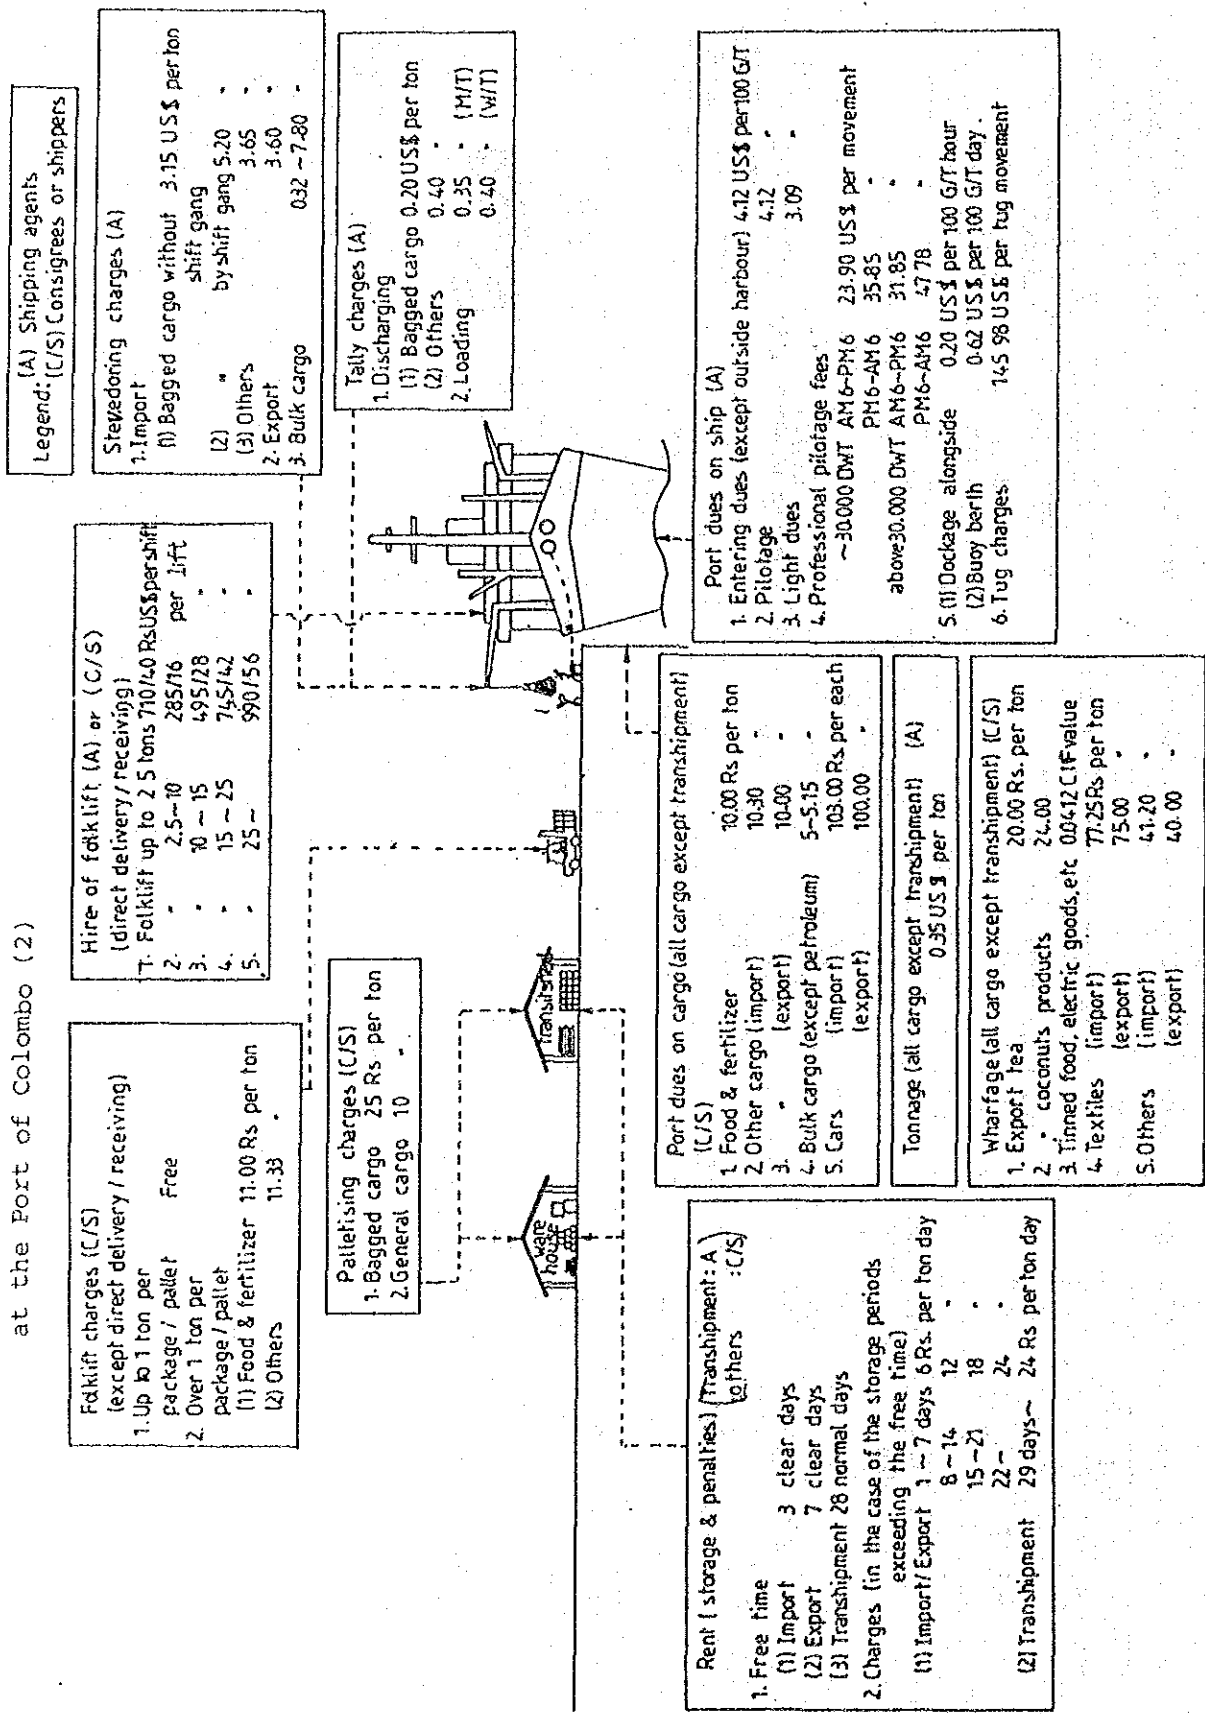 at the Port of Colombo (2)
Legend: (A) Shipping agents
(C/S) Consigrees or shippers
Folklift charges (C/S)
(except direct delivery / receiving)
1. Up to 1 ton per
package / pallet Free
2. Over 1 ton per
package / pallet
(1) Food & fertilizer 11.00 Rs per ton
(2) Others 11.33 "
Hire of folklift (A) or (C/S)
(direct delivery/receiving)
1. Folklift up to 2.5 tons 710/40 Rs US$ per shift
2. " 2.5~10 285/16 per lift
3. " 10~15 495/28 "
4. " 15~25 745/42 "
5. " 25~ 990/56 "
Stevedoring charges (A)
1. Import
(1) Bagged cargo without 3.15 US$ per ton
shift gang
(2) " by shift gang 5.20 "
(3) Others 3.65 "
2. Export 3.60 "
3. Bulk cargo 0.32 ~7.80 "
Palletising charges (C/S)
1. Bagged cargo 25 Rs per ton
2. General cargo 10 "
Tally charges (A)
1. Discharging
(1) Bagged cargo 0.20 US$ per ton
(2) Others 0.40 "
2. Loading 0.35 " (M/T)
0.40 " (W/T)
ware
house
transit shed
Rent (storage & penalties) (Transhipment: A
others :C/S)
1. Free time
(1) Import 3 clear days
(2) Export 7 clear days
(3) Transhipment 28 normal days
2. Charges (in the case of the storage periods
exceeding the free time)
(1) Import/Export 1~7 days 6 Rs. per ton day
8~14 12 "
15~21 18 "
22~ 24 "
(2) Transhipment 29 days~ 24 Rs per ton day
Port dues on cargo (all cargo except transhipment)
(C/S)
1. Food & fertilizer 10.00 Rs per ton
2. Other cargo (import) 10.30 "
3. " (export) 10.00 "
4. Bulk cargo (except petroleum) 5~5.15 "
5. Cars (import) 103.00 Rs per each
(export) 100.00 "
Tonnage (all cargo except transhipment) (A)
0.35 US $ per ton
Wharfage (all cargo except transhipment) (C/S)
1. Export tea 20.00 Rs. per ton
2. " coconuts products 24.00
3. Tinned food, electric goods, etc 0.0412 CIF value
4. Textiles (import) 77.25 Rs per ton
(export) 75.00 "
5. Others (import) 41.20 "
(export) 40.00 "
Port dues on ship (A)
1. Entering dues (except outside harbour) 4.12 US$ per 100 G/T
2. Pilotage 4.12 "
3. Light dues 3.09 "
4. Professional pilotage fees
~30.000 DWT AM6~PM6 23.90 US$ per movement
PM6~AM6 35.85 "
above 30.000 DWT AM6~PM6 31.85 "
PM6~AM6 47.78 "
5. (1) Dockage alongside 0.20 US$ per 100 G/T hour
(2) Buoy berth 0.62 US$ per 100 G/T day.
6. Tug charges 145.98 US$ per tug movement